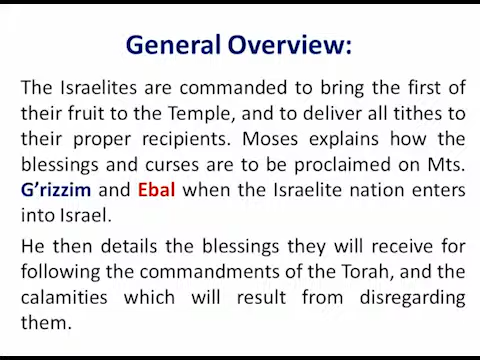 General Overview:
The Israelites are commanded to bring the first of
their fruit to the Temple, and to deliver all tithes to
their proper recipients. Moses explains how the
blessings and curses are to be proclaimed on Mts.
G’rizzim and Ebal when the Israelite nation enters
into Israel.
He then details the blessings they will receive for
following the commandments of the Torah, and the
calamities which will result from disregarding
them.